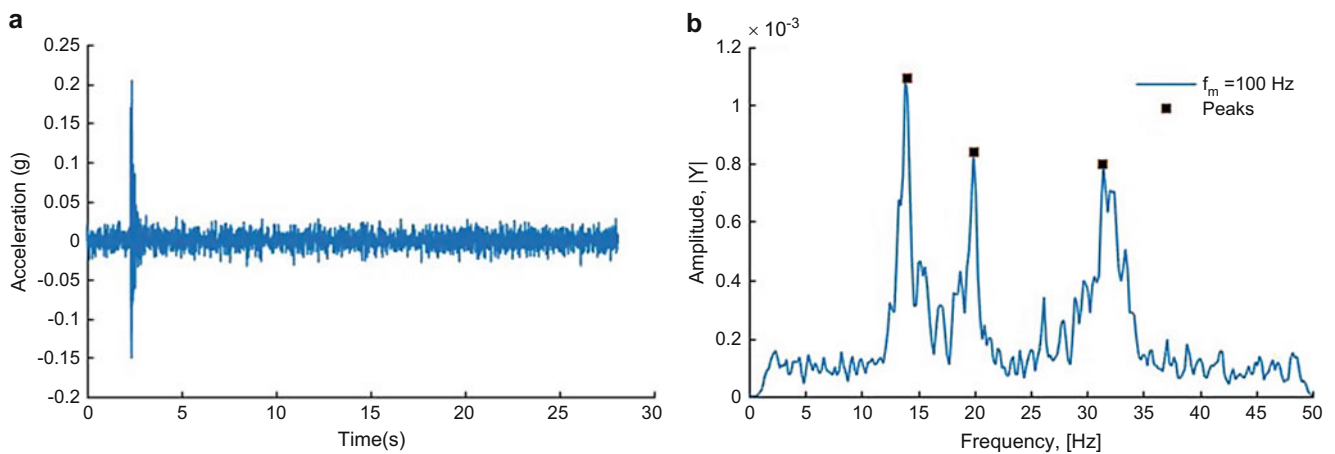 a
0.25
0.2
0.15
0.1
0.05
0
-0.05
-0.1
-0.15
-0.2
Acceleration (g)
0 5 10 15 20 25 30
Time(s)
b
× 10⁻³
1.2
1
0.8
0.6
0.4
0.2
0
Amplitude, |Y|
f_m =100 Hz
Peaks
0 5 10 15 20 25 30 35 40 45 50
Frequency, [Hz]